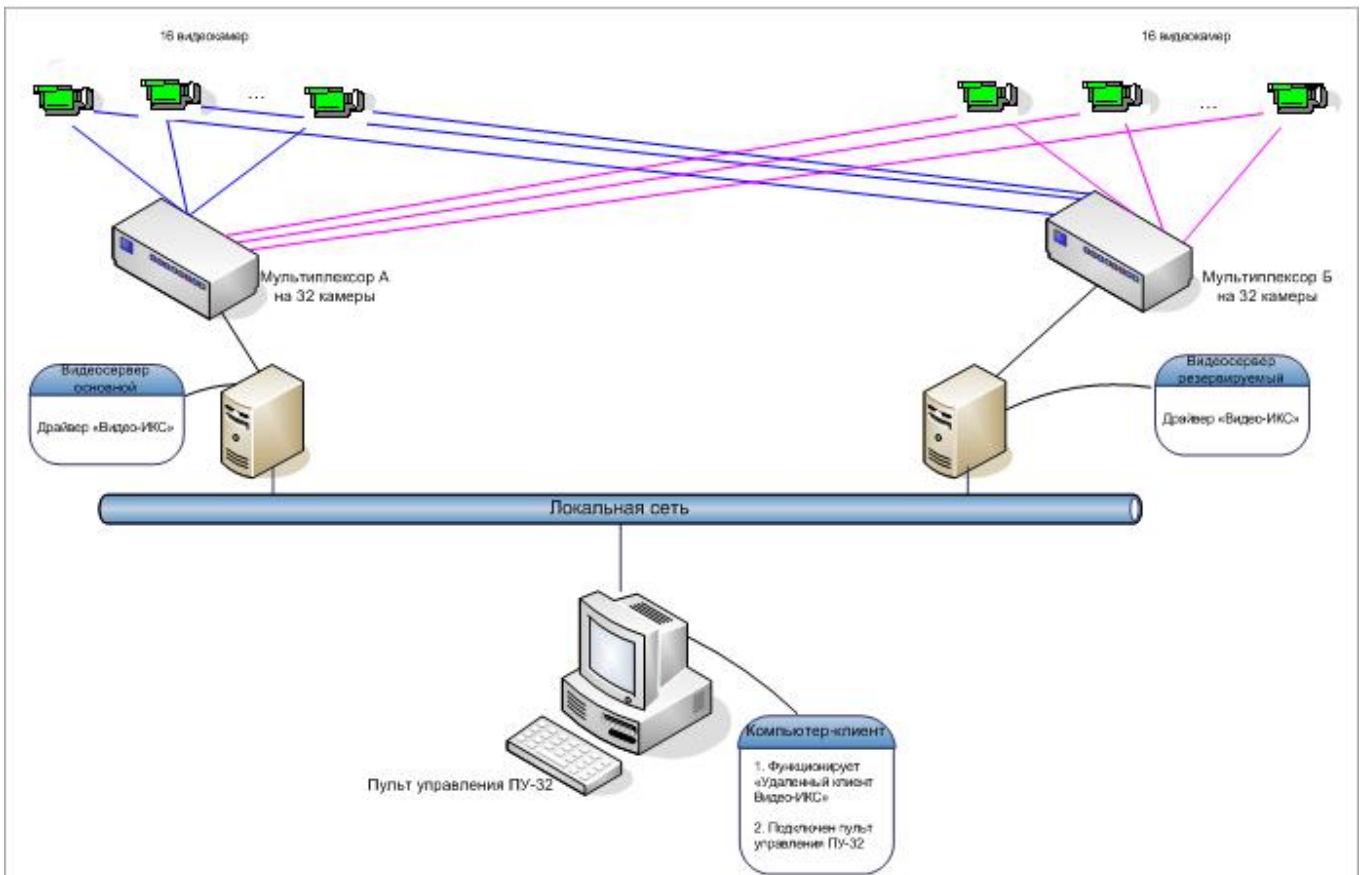 16 видеокамер
16 видеокамер
...
...
Мультиплексор А
на 32 камеры
Мультиплексор Б
на 32 камеры
Видеосервер
основной
Драйвер «Видео-ИКС»
Видеосервер
резервируемый
Драйвер «Видео-ИКС»
Локальная сеть
Пульт управления ПУ-32
Компьютер-клиент
1. Функционирует
«Удаленный клиент
Видео-ИКС»
2. Подключен пульт
управления ПУ-32